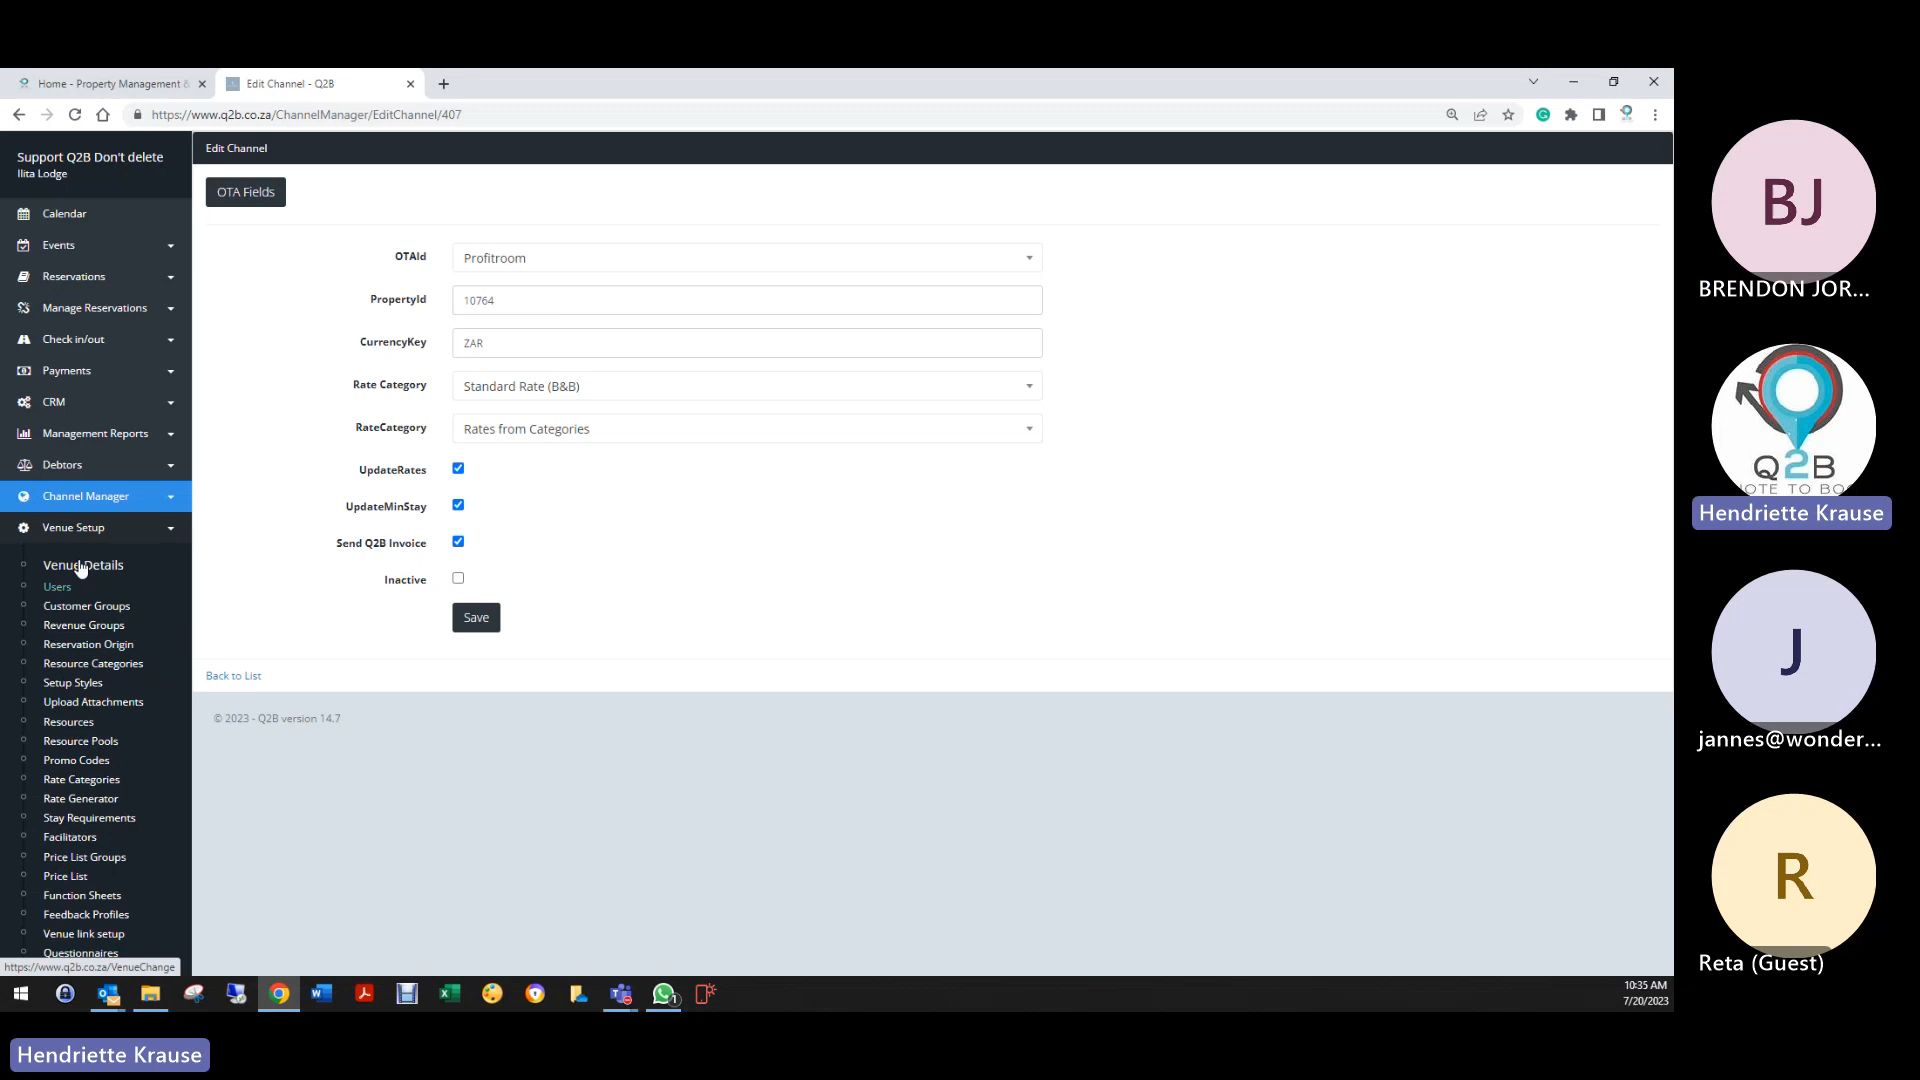 Home - Property Management &
Edit Channel - Q2B
https://www.q2b.co.za/ChannelManager/EditChannel/407
Support Q2B Don't delete
Ilita Lodge
Calendar
Events
Reservations
Manage Reservations
Check in/out
Payments
CRM
Management Reports
Debtors
Channel Manager
Venue Setup
Venue Details
Users
Customer Groups
Revenue Groups
Reservation Origin
Resource Categories
Setup Styles
Upload Attachments
Resources
Resource Pools
Promo Codes
Rate Categories
Rate Generator
Stay Requirements
Facilitators
Price List Groups
Price List
Function Sheets
Feedback Profiles
Venue link setup
Questionnaires
https://www.q2b.co.za/VenueChange
Edit Channel
OTA Fields
OTAId
Profitroom
PropertyId
10764
CurrencyKey
ZAR
Rate Category
Standard Rate (B&B)
RateCategory
Rates from Categories
UpdateRates
UpdateMinStay
Send Q2B Invoice
Inactive
Save
Back to List
© 2023 - Q2B version 14.7
10:35 AM
7/20/2023
BJ
BRENDON JOR...
Q2B
OTE TO BO
Hendriette Krause
J
jannes@wonder...
R
Reta (Guest)
Hendriette Krause